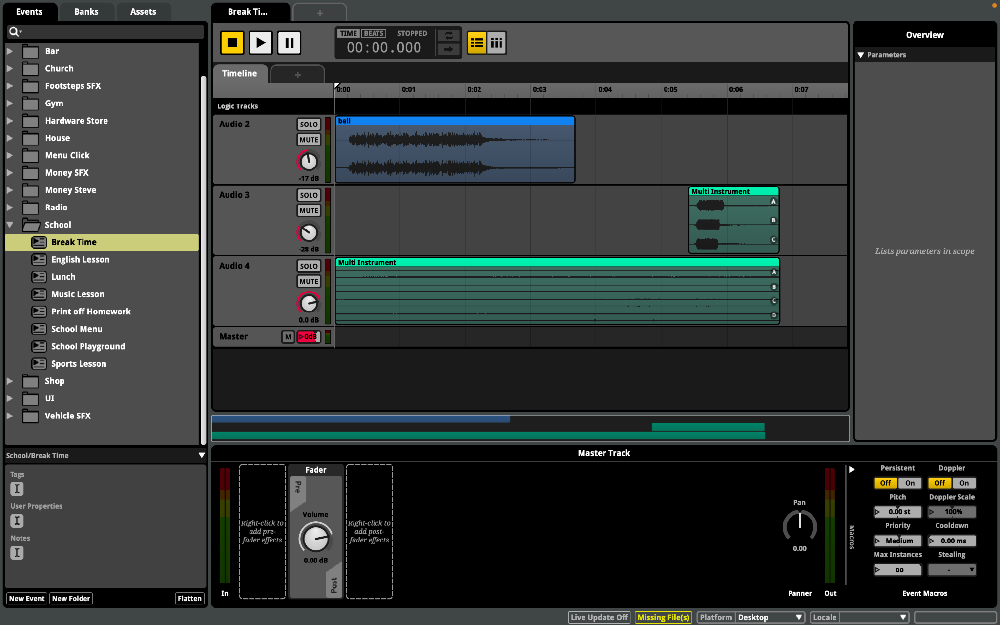 Events
Banks
Assets
Break Ti...
+
Bar
Church
Footsteps SFX
Gym
Hardware Store
House
Menu Click
Money SFX
Money Steve
Radio
School
Break Time
English Lesson
Lunch
Music Lesson
Print off Homework
School Menu
School Playground
Sports Lesson
Shop
UI
Vehicle SFX
School/Break Time
Tags
User Properties
Notes
New Event
New Folder
Flatten
TIME BEATS STOPPED
00:00.000
Timeline
+
0:00 0:01 0:02 0:03 0:04 0:05 0:06 0:07
Logic Tracks
Audio 2
SOLO
MUTE
-17 dB
bell
Audio 3
SOLO
MUTE
-28 dB
Multi Instrument
A
B
C
Audio 4
SOLO
MUTE
0.0 dB
Multi Instrument
A
B
C
D
Master M 0dB
Overview
Parameters
Lists parameters in scope
Master Track
In
Right-click to
add pre-
fader effects
Fader
Pre
Volume
0.00 dB
Post
Right-click to
add post-
fader effects
Pan
0.00
Panner
Out
Macros
Persistent
Off On
Doppler
Off On
Pitch
0.00 st
Doppler Scale
100%
Priority
Medium
Cooldown
0.00 ms
Max Instances
oo
Stealing
-
Event Macros
Live Update Off
Missing File(s)
Platform Desktop
Locale